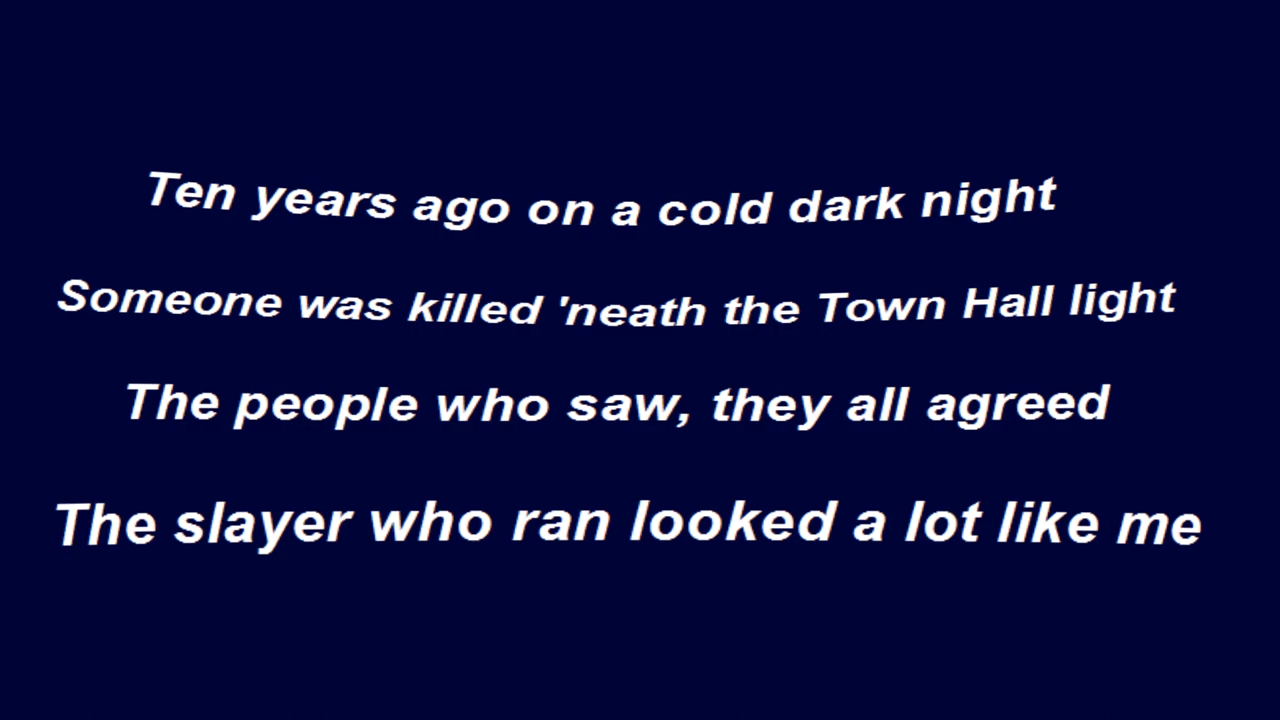 Ten years ago on a cold dark night
Someone was killed 'neath the Town Hall light
The people who saw, they all agreed
The slayer who ran looked a lot like me